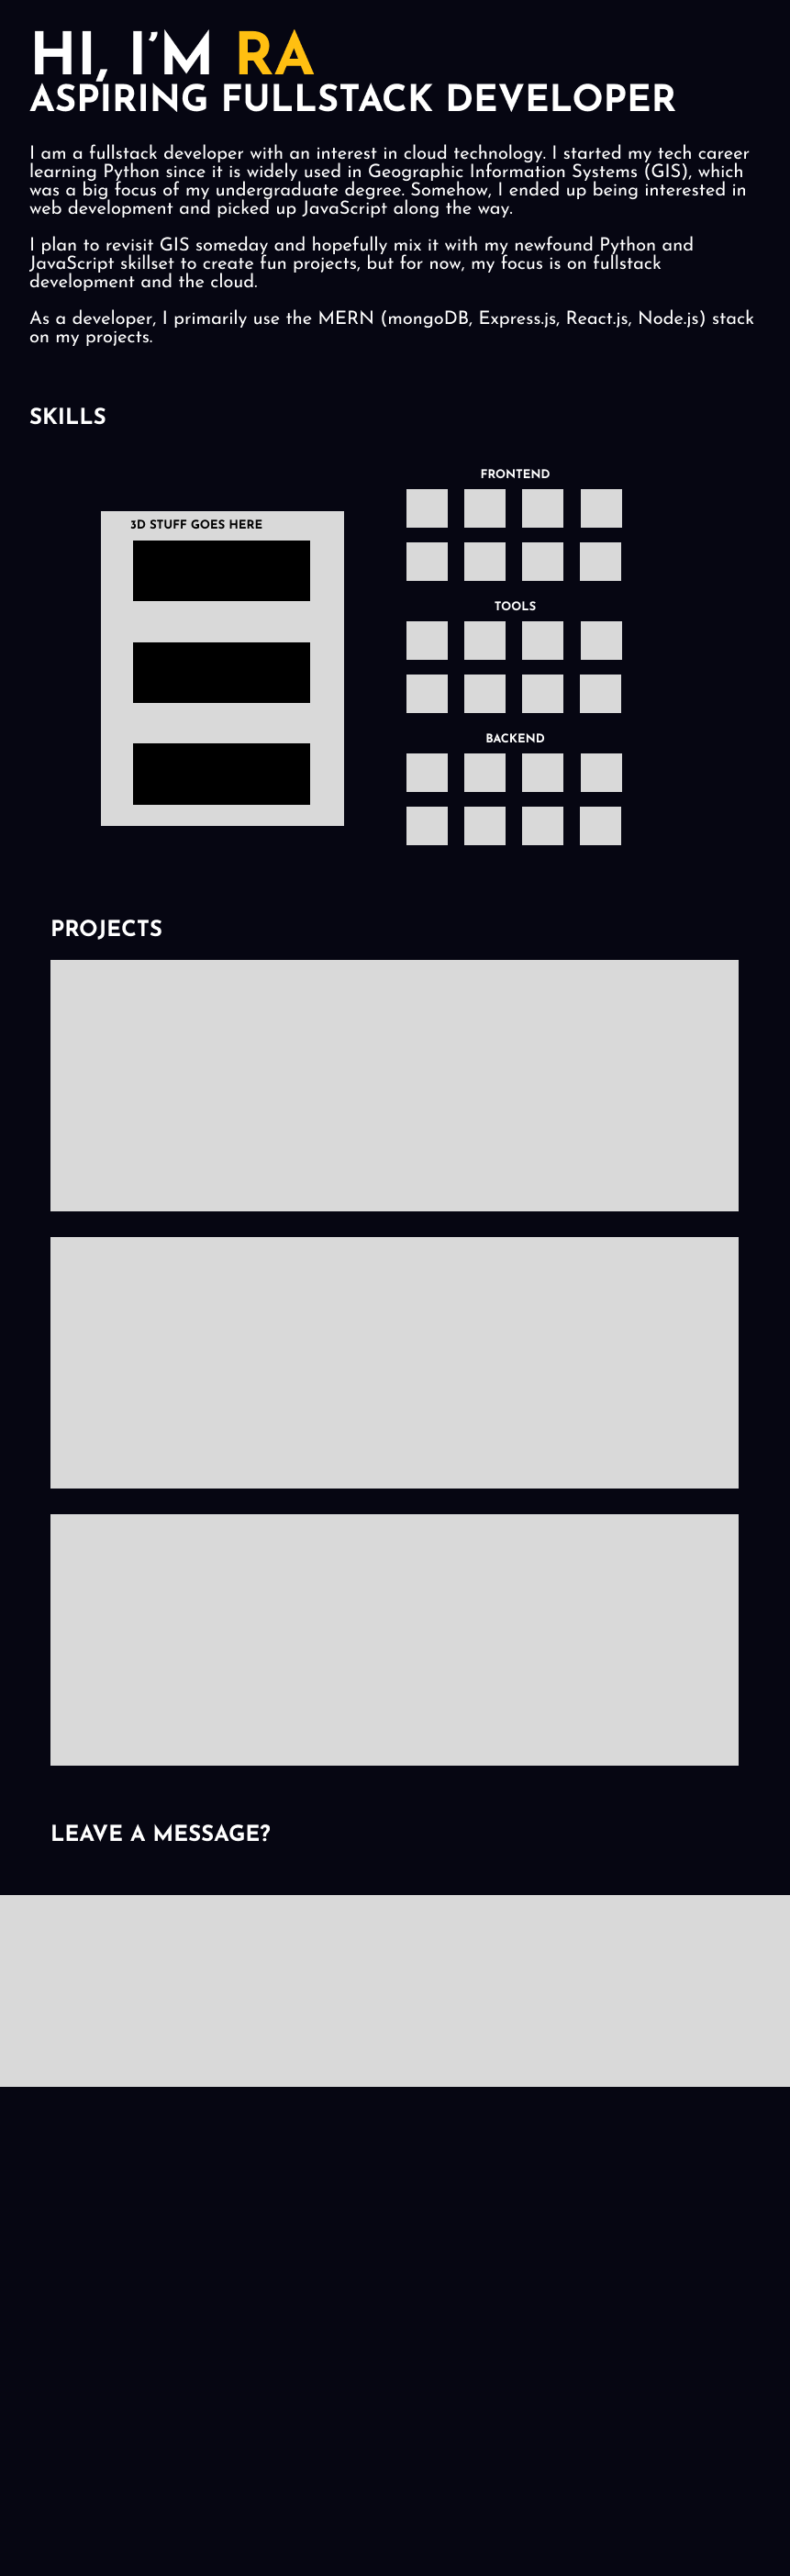 HI, I'M RA
ASPIRING FULLSTACK DEVELOPER
I am a fullstack developer with an interest in cloud technology. I started my tech career
learning Python since it is widely used in Geographic Information Systems (GIS), which
was a big focus of my undergraduate degree. Somehow, I ended up being interested in
web development and picked up JavaScript along the way.
I plan to revisit GIS someday and hopefully mix it with my newfound Python and
JavaScript skillset to create fun projects, but for now, my focus is on fullstack
development and the cloud.
As a developer, I primarily use the MERN (mongoDB, Express.js, React.js, Node.js) stack
on my projects.
SKILLS
3D STUFF GOES HERE
FRONTEND
TOOLS
BACKEND
PROJECTS
LEAVE A MESSAGE?